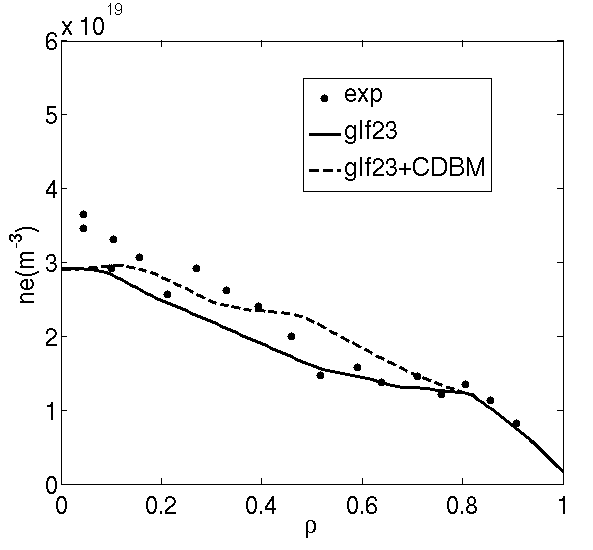 x 10^19
6
5
4
3
2
1
0
ne(m^-3)
exp
glf23
glf23+CDBM
0 0.2 0.4 0.6 0.8 1
ρ